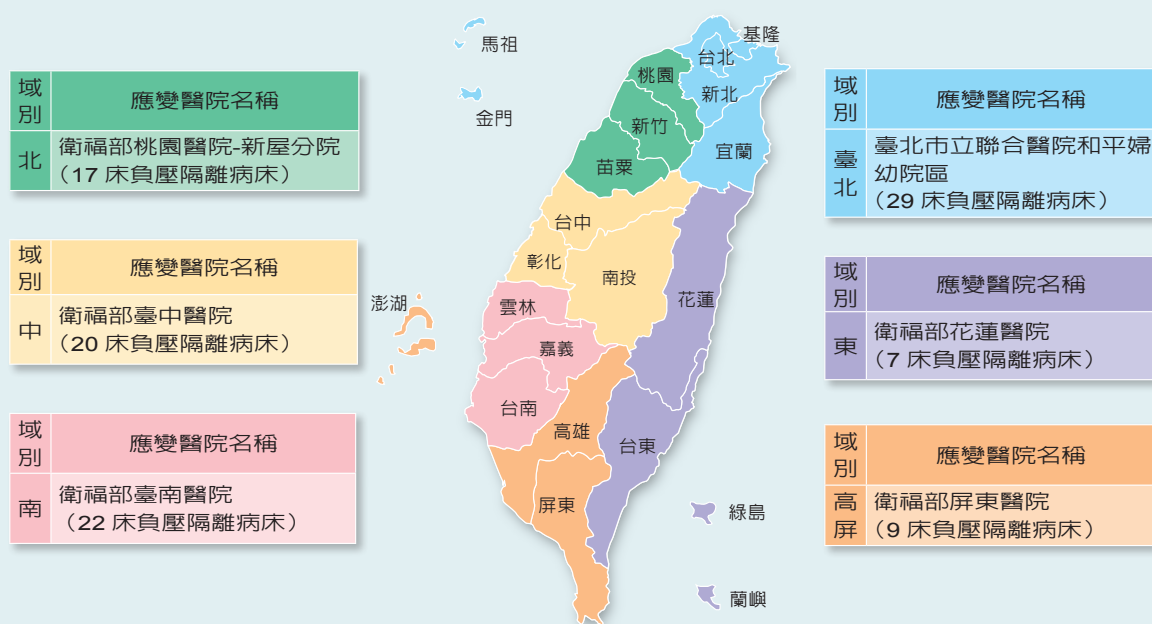 域別
應變醫院名稱
北
衛福部桃園醫院-新屋分院
（17 床負壓隔離病床）
域別
應變醫院名稱
中
衛福部臺中醫院
（20 床負壓隔離病床）
域別
應變醫院名稱
南
衛福部臺南醫院
（22 床負壓隔離病床）
馬祖
金門
澎湖
基隆
台北
桃園
新北
新竹
宜蘭
苗栗
台中
彰化
南投
花蓮
雲林
嘉義
台南
高雄
台東
屏東
綠島
蘭嶼
域別
應變醫院名稱
臺北
臺北市立聯合醫院和平婦
幼院區
（29 床負壓隔離病床）
域別
應變醫院名稱
東
衛福部花蓮醫院
（7 床負壓隔離病床）
域別
應變醫院名稱
高屏
衛福部屏東醫院
（9 床負壓隔離病床）